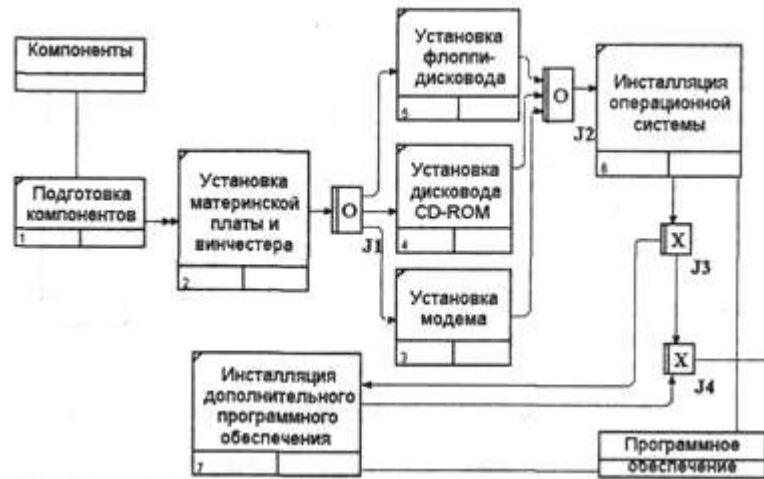 Компоненты
Подготовка
компонентов
1
Установка
материнской
платы и
винчестера
2
O
J1
Установка
флоппи-
дисковода
5
Установка
дисковода
CD-ROM
4
Установка
модема
3
O
J2
Инсталляция
операционной
системы
6
X
J3
X
J4
Инсталляция
дополнительного
программного
обеспечения
7
Программное
обеспечение